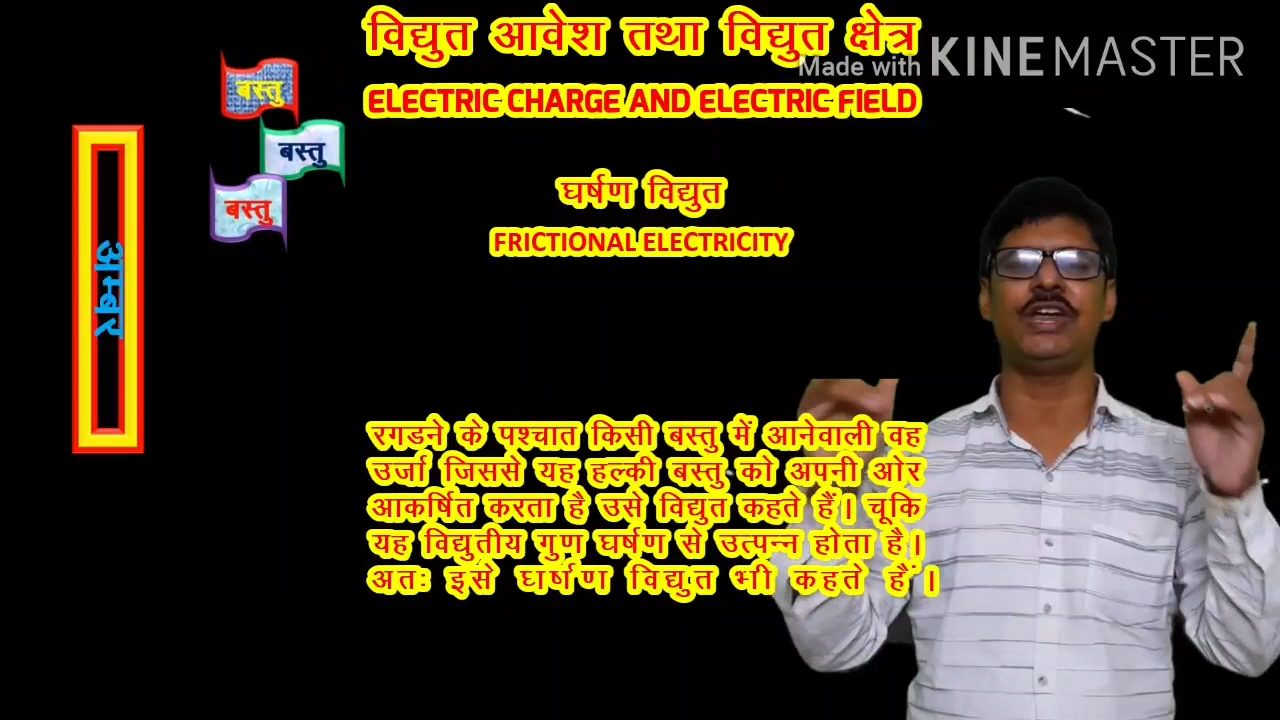 विद्युत आवेश तथा विद्युत क्षेत्र
Made with KINEMASTER
ELECTRIC CHARGE AND ELECTRIC FIELD
बस्तु
बस्तु
बस्तु
अम्बर
घर्षण विद्युत
FRICTIONAL ELECTRICITY
रगडने के पश्चात किसी बस्तु में आनेवाली वह
उर्जा जिससे यह हल्की बस्तु को अपनी ओर
आकर्षित करता है उसे विद्युत कहते हैं। चूकि
यह विद्युतीय गुण घर्षण से उत्पन्न होता है।
अतः इसे घर्षण विद्युत भी कहते हैं।